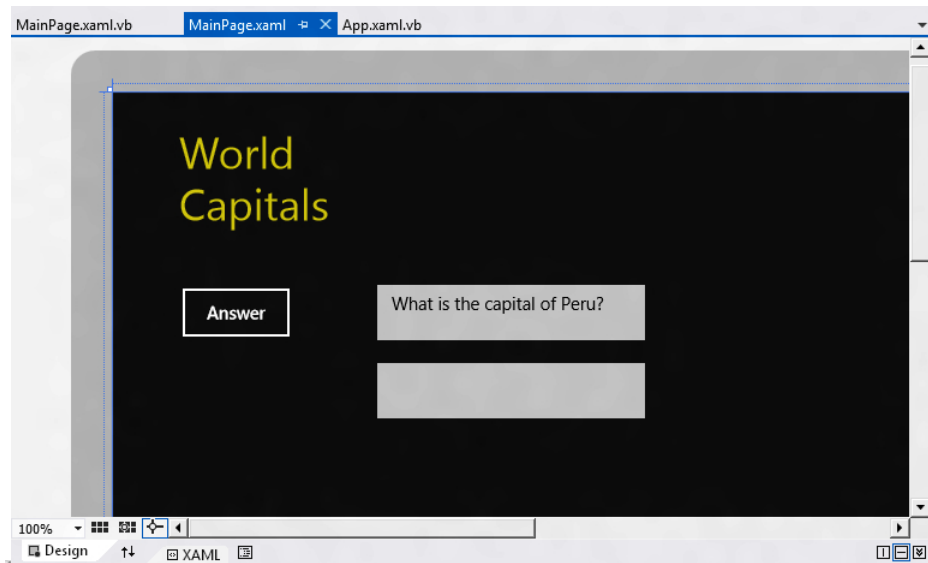 MainPage.xaml.vb
MainPage.xaml
App.xaml.vb
World
Capitals
Answer
What is the capital of Peru?
100%
Design
XAML